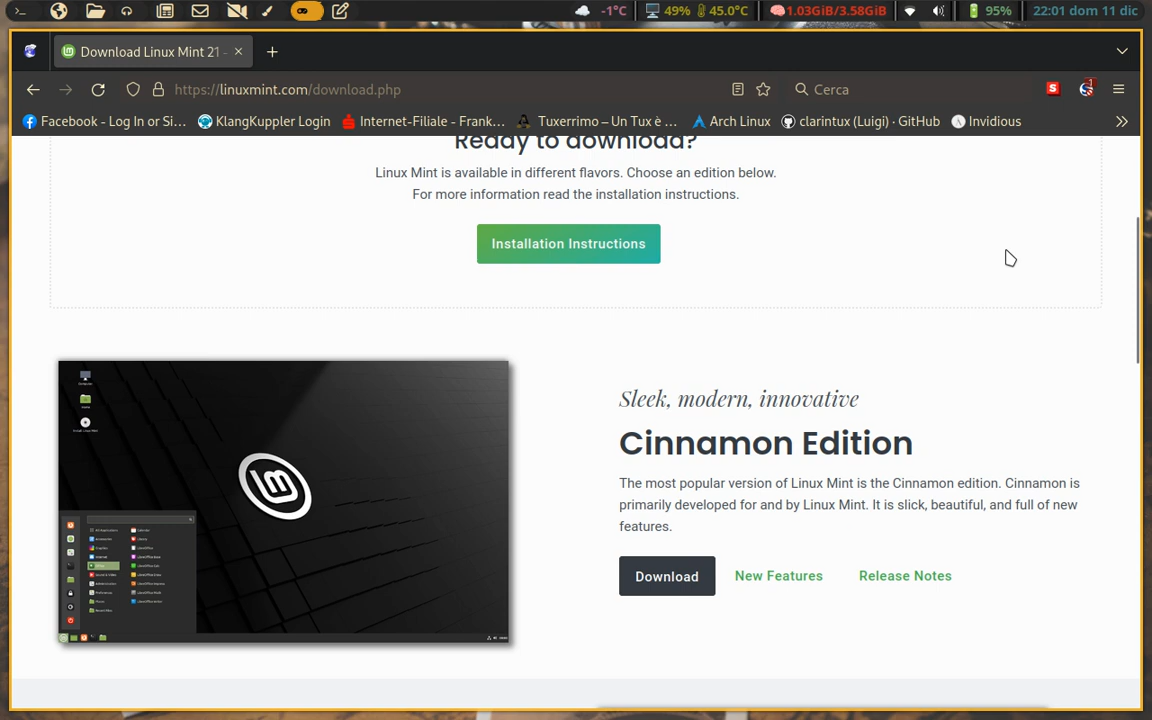 -1°C 49% 45.0°C 1.03GiB/3.58GiB 95% 22:01 dom 11 dic
Download Linux Mint 21 -
https://linuxmint.com/download.php
Cerca
S
1
Facebook - Log In or Si… KlangKuppler Login Internet-Filiale - Frank… Tuxerrimo – Un Tux è … Arch Linux clarintux (Luigi) · GitHub Invidious
Ready to download?
Linux Mint is available in different flavors. Choose an edition below.
For more information read the installation instructions.
Installation Instructions
Sleek, modern, innovative
Cinnamon Edition
The most popular version of Linux Mint is the Cinnamon edition. Cinnamon is
primarily developed for and by Linux Mint. It is slick, beautiful, and full of new
features.
Download New Features Release Notes